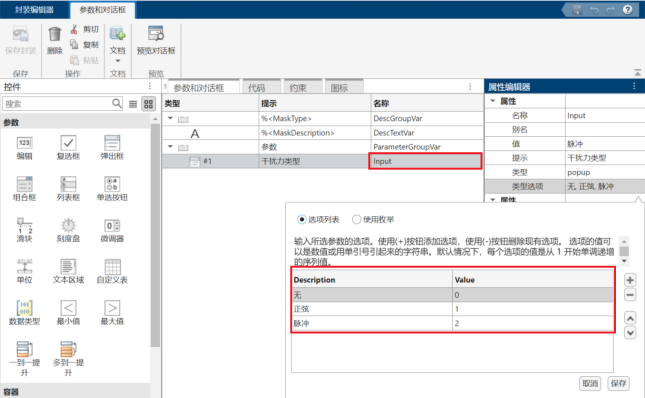 封装编辑器 参数和对话框
保存封装 删除 剪切 复制 粘贴 文档 预览对话框
保存 操作 文档 预览
控件
搜索
参数
编辑 复选框 弹出框
组合框 列表框 单选按钮
滑块 刻度盘 微调器
单位 文本区域 自定义表
数据类型 最小值 最大值
一到一提升 多到一提升
容器
参数和对话框 代码 约束 图标
类型 提示 名称
%<MaskType> DescGroupVar
A %<MaskDescription> DescTextVar
参数 ParameterGroupVar
#1 干扰力类型 Input
属性编辑器
属性
名称 Input
别名
值 脉冲
提示 干扰力类型
类型 popup
类型选项 无, 正弦, 脉冲
属性
选项列表 使用枚举
输入所选参数的选项。使用(+)按钮添加选项，使用(-)按钮删除现有选项。 选项的值可
以是数值或用单引号引起来的字符串。默认情况下，每个选项的值是从 1 开始单调递增
的序列值。
Description Value
无 0
正弦 1
脉冲 2
取消 保存